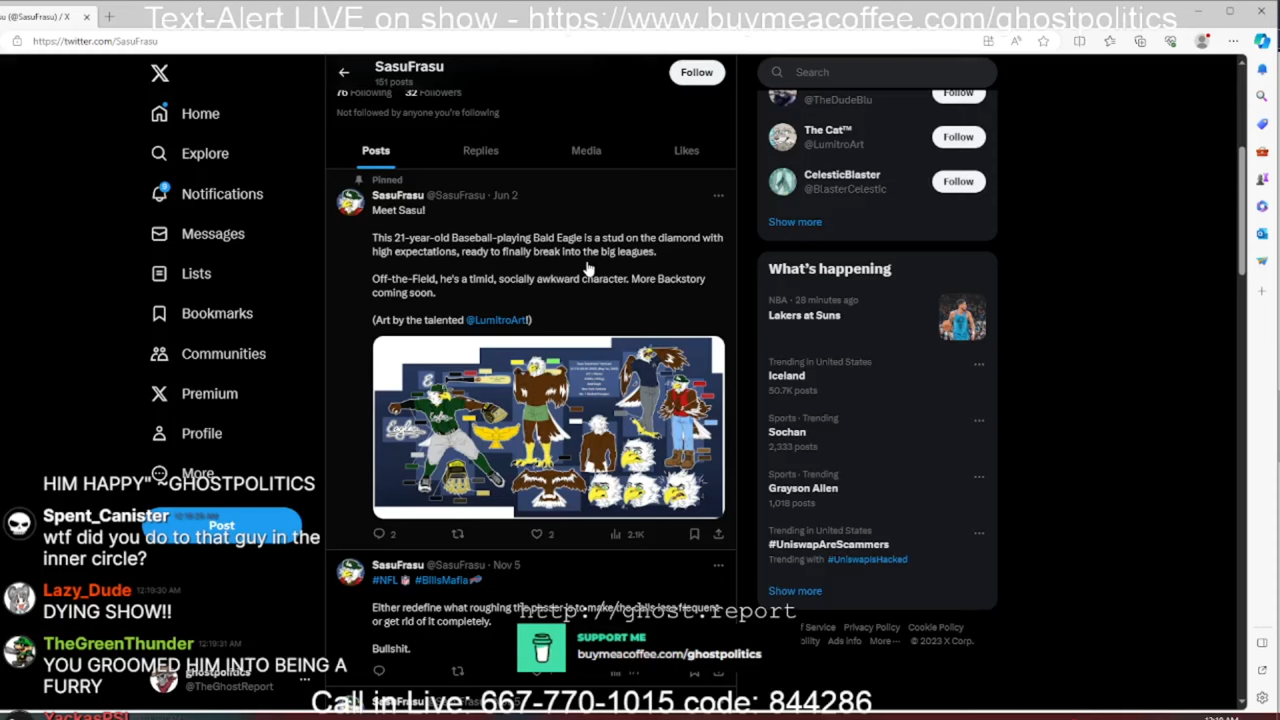 Text-Alert LIVE on show - https://www.buymeacoffee.com/ghostpolitics
(@SasuFrasu) / X
https://twitter.com/SasuFrasu
Home
Explore
Notifications
Messages
Lists
Bookmarks
Communities
Premium
Profile
More
Post
ghostpolitics
@TheGhostReport
SasuFrasu
151 posts
Follow
76 Following 32 Followers
Not followed by anyone you're following
Posts Replies Media Likes
Pinned
SasuFrasu @SasuFrasu · Jun 2
Meet Sasu!
This 21-year-old Baseball-playing Bald Eagle is a stud on the diamond with
high expectations, ready to finally break into the big leagues.
Off-the-Field, he's a timid, socially awkward character. More Backstory
coming soon.
(Art by the talented @LumitroArt!)
Eagles
2 2 2.1K
SasuFrasu @SasuFrasu · Nov 5
#NFL #BillsMafia
Either redefine what roughing the passer is to make the calls less frequent
or get rid of it completely.
Bullshit.
Search
@TheDudeBlu
Follow
The Cat™
@LumitroArt
Follow
CelesticBlaster
@BlasterCelestic
Follow
Show more
What's happening
NBA · 28 minutes ago
Lakers at Suns
Trending in United States
Iceland
50.7K posts
Sports · Trending
Sochan
2,333 posts
Sports · Trending
Grayson Allen
1,018 posts
Trending in United States
#UniswapAreScammers
Trending with #UniswapIsHacked
Show more
Privacy Policy Cookie Policy
Ad info More ··· © 2023 X Corp.
HIM HAPPY" ~GHOSTPOLITICS
Spent_Canister
wtf did you do to that guy in the
inner circle?
Lazy_Dude 12:19:30 AM
DYING SHOW!!
TheGreenThunder 12:19:31 AM
YOU GROOMED HIM INTO BEING A
FURRY
http://ghost.report
SUPPORT ME
buymeacoffee.com/ghostpolitics
Call in Live: 667-770-1015 code: 844286